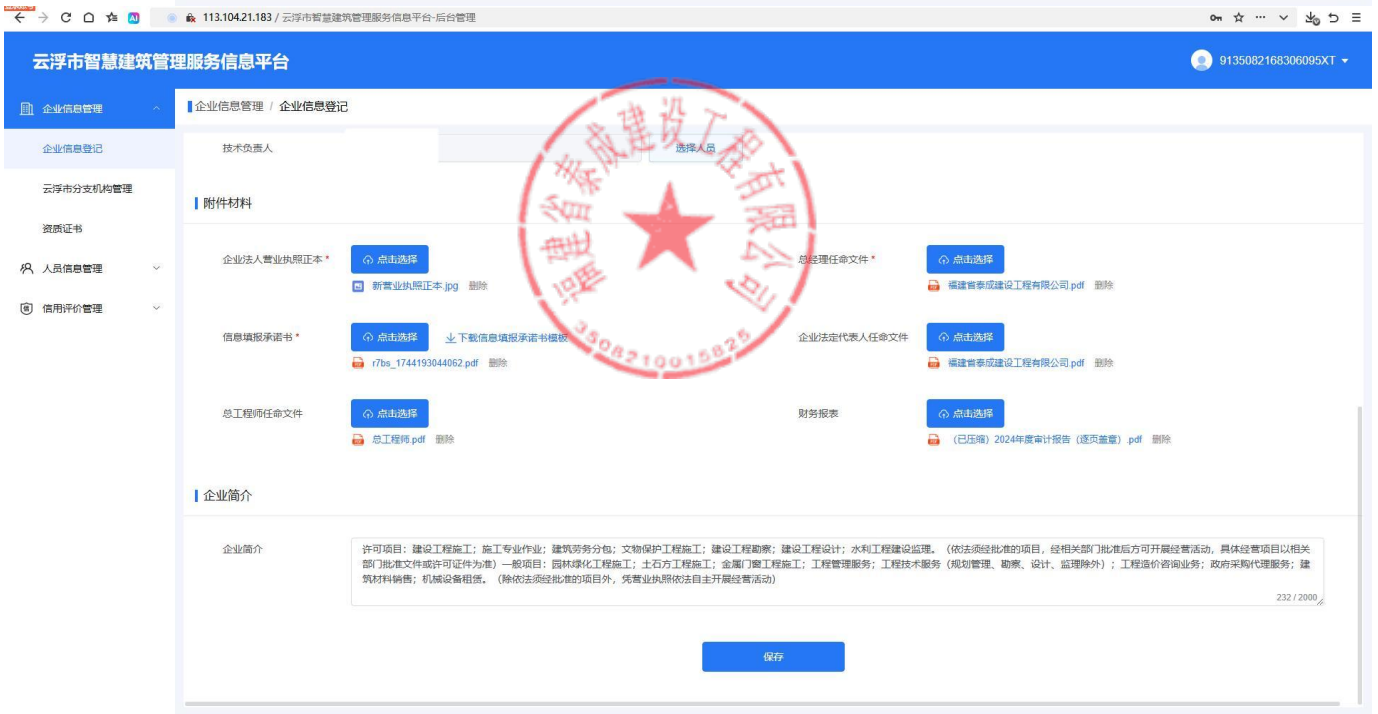 113.104.21.183 / 云浮市智慧建筑管理服务信息平台-后台管理
云浮市智慧建筑管理服务信息平台
9135082168306095XT
企业信息管理
企业信息管理 / 企业信息登记
企业信息登记
技术负责人
选择人员
云浮市分支机构管理
附件材料
资质证书
企业法人营业执照正本 *
点击选择
新营业执照正本.jpg 删除
总经理任命文件 *
点击选择
福建省泰成建设工程有限公司.pdf 删除
人员信息管理
信用评价管理
信息填报承诺书 *
点击选择
下载信息填报承诺书模板
r7bs_1744193044062.pdf 删除
企业法定代表人任命文件
点击选择
福建省泰成建设工程有限公司.pdf 删除
福建省泰成建设工程有限公司
3508210015825
总工程师任命文件
点击选择
总工程师.pdf 删除
财务报表
点击选择
（已压缩）2024年度审计报告（逐页盖章）.pdf 删除
企业简介
企业简介
许可项目：建设工程施工；施工专业作业；建筑劳务分包；文物保护工程施工；建设工程勘察；建设工程设计；水利工程建设监理。（依法须经批准的项目，经相关部门批准后方可开展经营活动，具体经营项目以相关
部门批准文件或许可证件为准）一般项目：园林绿化工程施工；土石方工程施工；金属门窗工程施工；工程管理服务；工程技术服务（规划管理、勘察、设计、监理除外）；工程造价咨询业务；政府采购代理服务；建
筑材料销售；机械设备租赁。（除依法须经批准的项目外，凭营业执照依法自主开展经营活动）
232 / 2000
保存